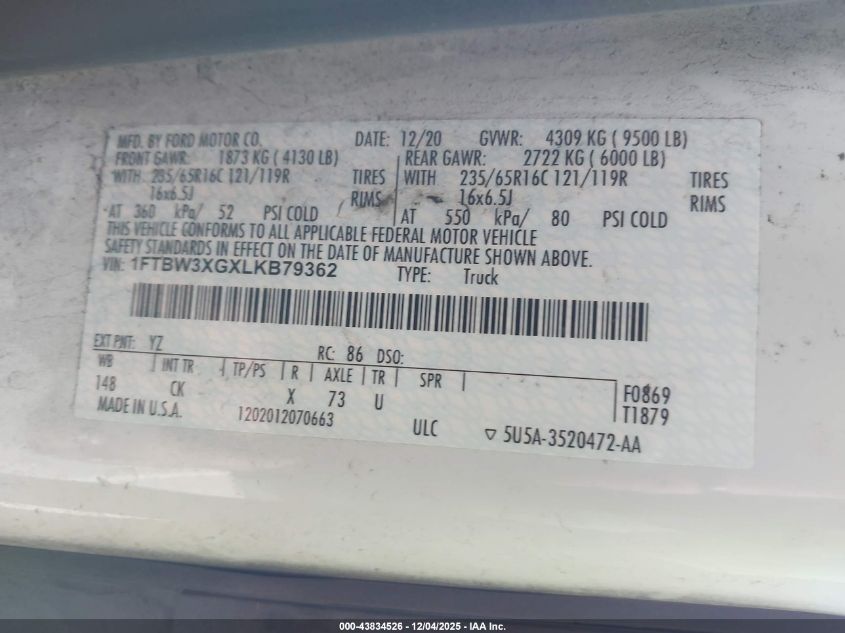 MFD. BY FORD MOTOR CO. DATE: 12/20 GVWR: 4309 KG ( 9500 LB)
FRONT GAWR: 1873 KG ( 4130 LB) REAR GAWR: 2722 KG ( 6000 LB)
WITH 235/65R16C 121/119R TIRES WITH 235/65R16C 121/119R TIRES
16x6.5J RIMS 16x6.5J RIMS
AT 360 kPa/ 52 PSI COLD AT 550 kPa/ 80 PSI COLD
THIS VEHICLE CONFORMS TO ALL APPLICABLE FEDERAL MOTOR VEHICLE
SAFETY STANDARDS IN EFFECT ON THE DATE OF MANUFACTURE SHOWN ABOVE.
VIN: 1FTBW3XGXLKB79362 TYPE: Truck
EXT PNT: YZ RC: 86 DSO:
WB INT TR TP/PS R AXLE TR SPR
148 CK X 73 U F0869
T1879
MADE IN U.S.A. 1202012070663 ULC ▽ 5U5A-3520472-AA
000-43834526 - 12/04/2025 - IAA Inc.